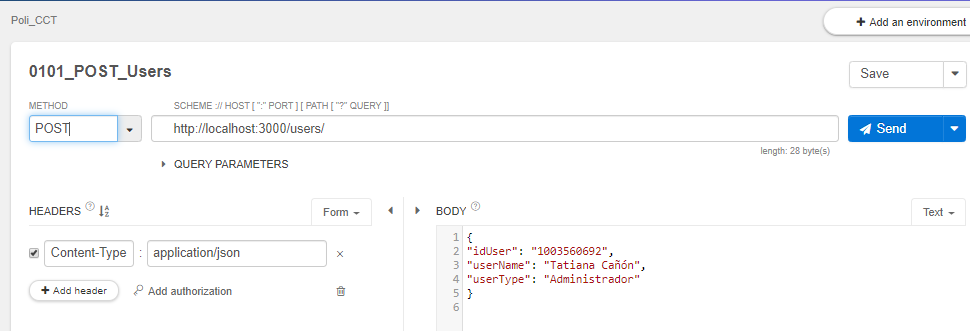 Poli_CCT
+ Add an environment
0101_POST_Users
Save
METHOD
SCHEME :// HOST [ ":" PORT ] [ PATH [ "?" QUERY ]]
POST
http://localhost:3000/users/
Send
length: 28 byte(s)
QUERY PARAMETERS
HEADERS ?
Form
BODY ?
Text
Content-Type : application/json ×
+ Add header
Add authorization
1 {
2 "idUser": "1003560692",
3 "userName": "Tatiana Cañón",
4 "userType": "Administrador"
5 }
6